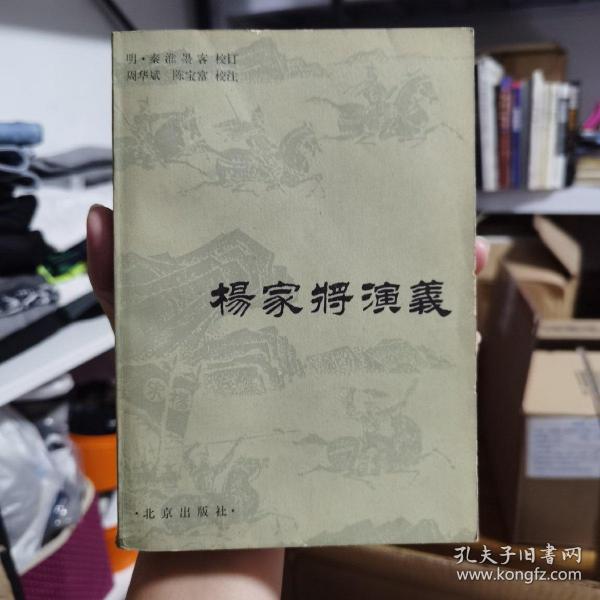 明·秦淮墨客 校订
周华斌 陈宝富 校注
楊家將演義
·北京出版社·
孔夫子旧书网
www.kongfz.com